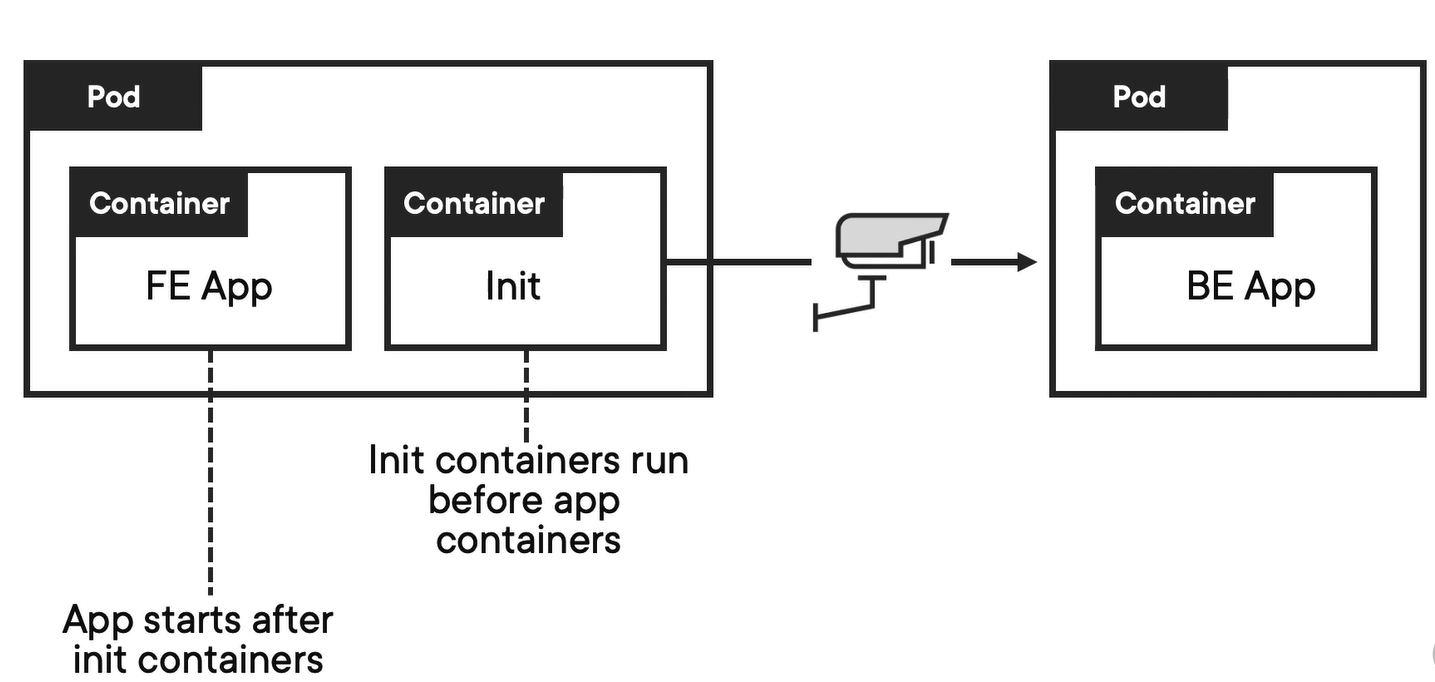 Pod
Pod
Container
Container
Container
FE App
Init
BE App
Init containers run
before app
containers
App starts after
init containers